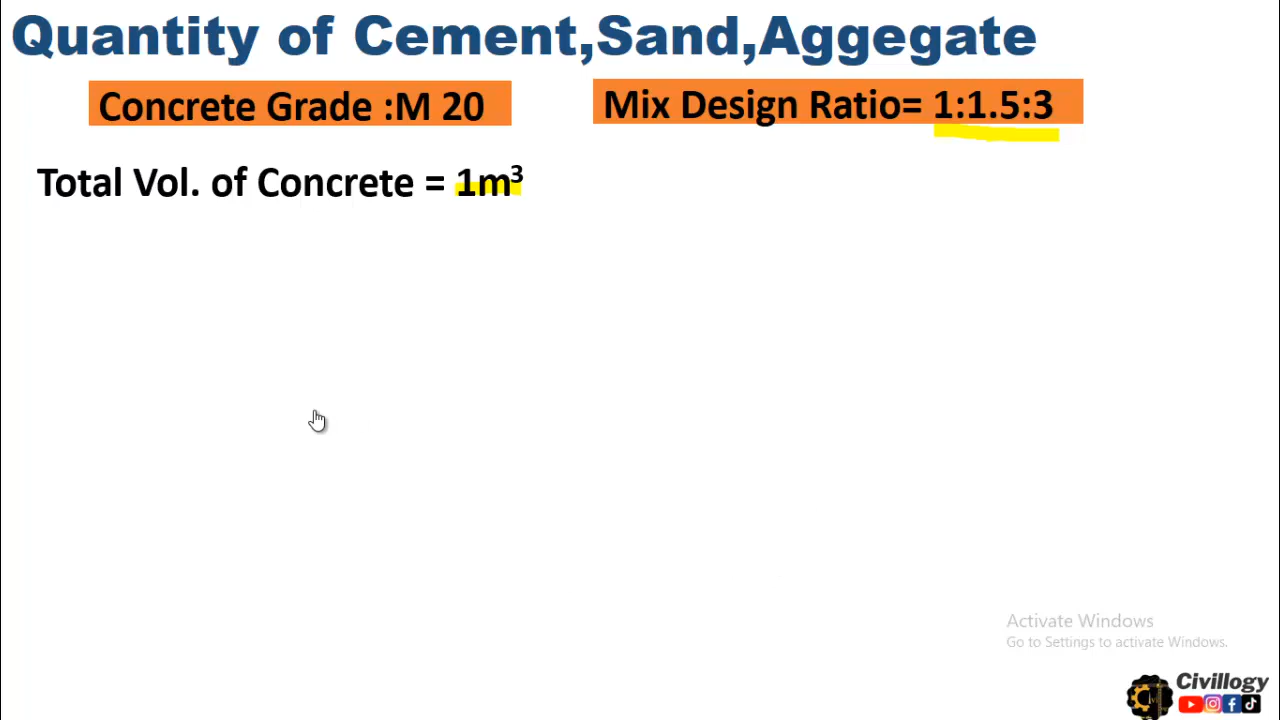 Quantity of Cement,Sand,Aggegate
Concrete Grade :M 20
Mix Design Ratio= 1:1.5:3
Total Vol. of Concrete = 1m³
Activate Windows
Go to Settings to activate Windows.
Civillogy